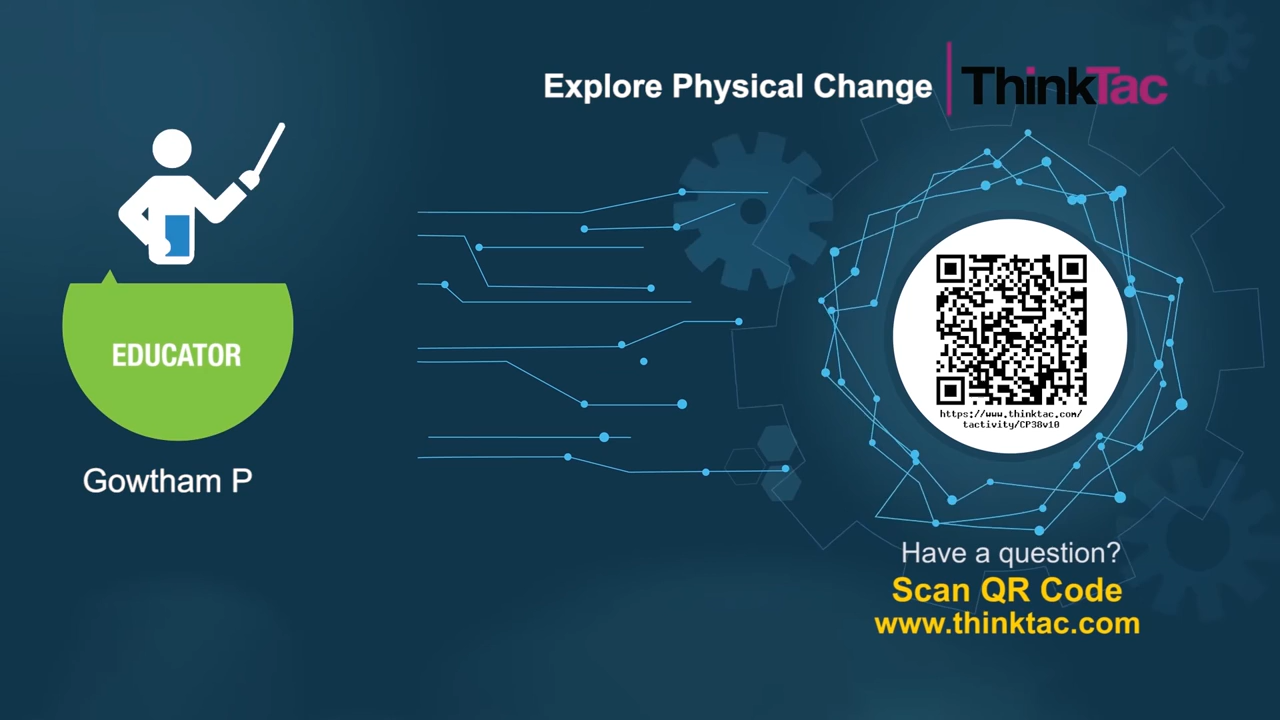 Explore Physical Change
ThinkTac
EDUCATOR
Gowtham P
https://www.thinktac.com/
tactivity/CP38v10
Have a question?
Scan QR Code
www.thinktac.com